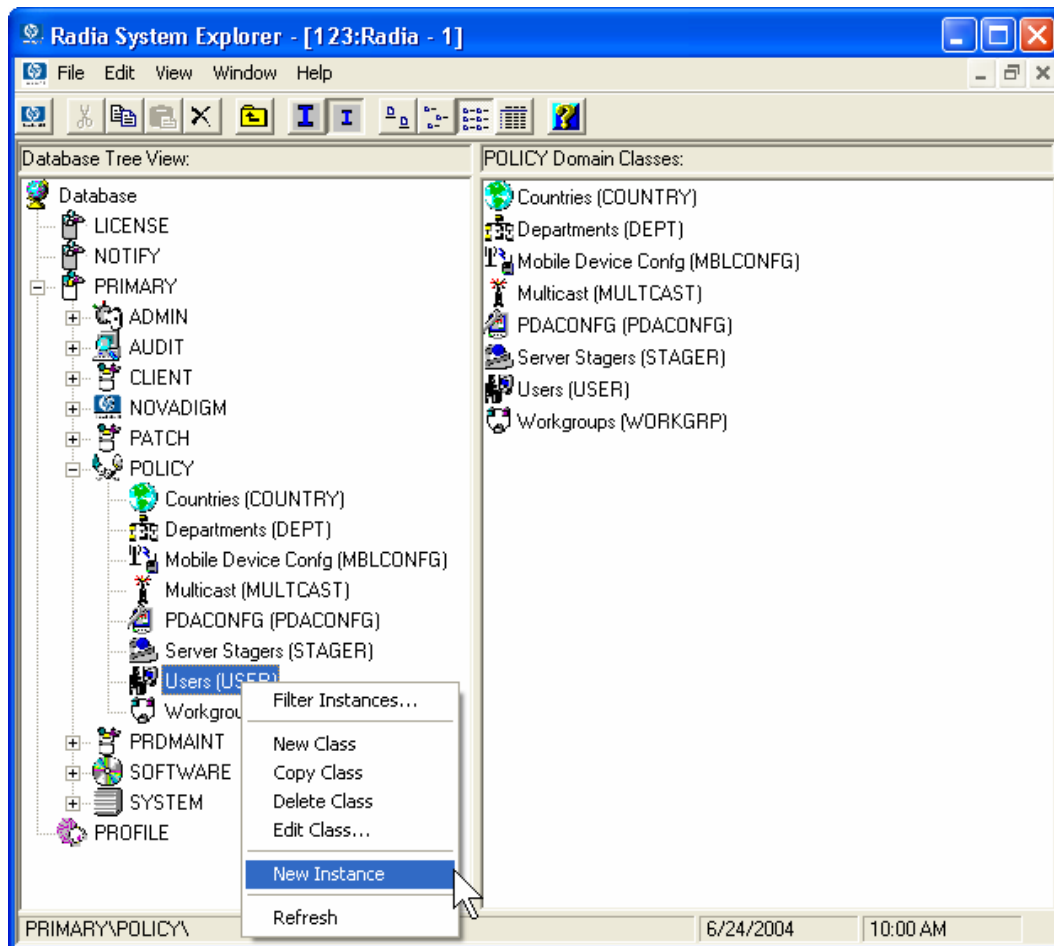 Radia System Explorer - [123:Radia - 1]
File Edit View Window Help
Database Tree View:
Database
LICENSE
NOTIFY
PRIMARY
ADMIN
AUDIT
CLIENT
NOVADIGM
PATCH
POLICY
Countries (COUNTRY)
Departments (DEPT)
Mobile Device Confg (MBLCONFG)
Multicast (MULTCAST)
PDACONFG (PDACONFG)
Server Stagers (STAGER)
Users (USER)
Workgrou
PRDMAINT
SOFTWARE
SYSTEM
PROFILE
Filter Instances...
New Class
Copy Class
Delete Class
Edit Class...
New Instance
Refresh
POLICY Domain Classes:
Countries (COUNTRY)
Departments (DEPT)
Mobile Device Confg (MBLCONFG)
Multicast (MULTCAST)
PDACONFG (PDACONFG)
Server Stagers (STAGER)
Users (USER)
Workgroups (WORKGRP)
PRIMARY\POLICY\ 6/24/2004 10:00 AM